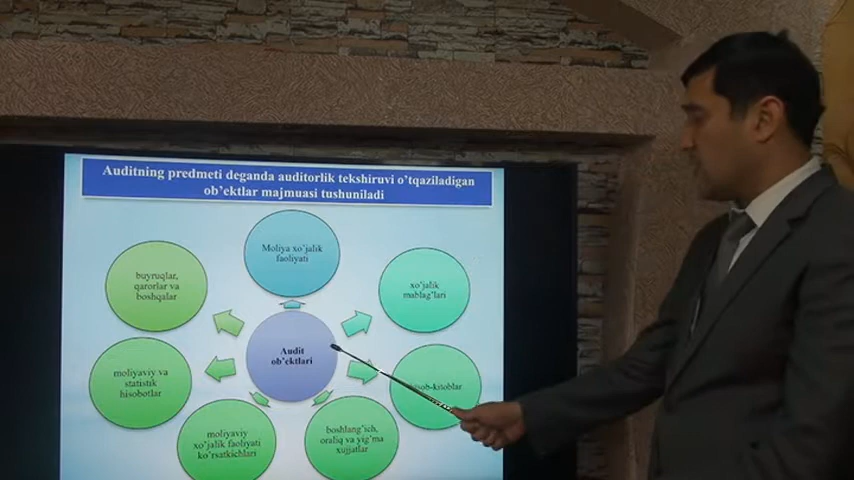 Auditning predmeti deganda auditorlik tekshiruvi o’tqaziladigan
ob’ektlar majmuasi tushuniladi
Moliya xo’jalik
faoliyati
xo’jalik
mablag’lari
boshlang’ich,
oraliq va yig’ma
xujjatlar
moliyaviy
xo’jalik faoliyati
ko’rsatkichlari
moliyaviy va
statistik
hisobotlar
buyruqlar,
qarorlar va
boshqalar
Audit
ob’ektlari